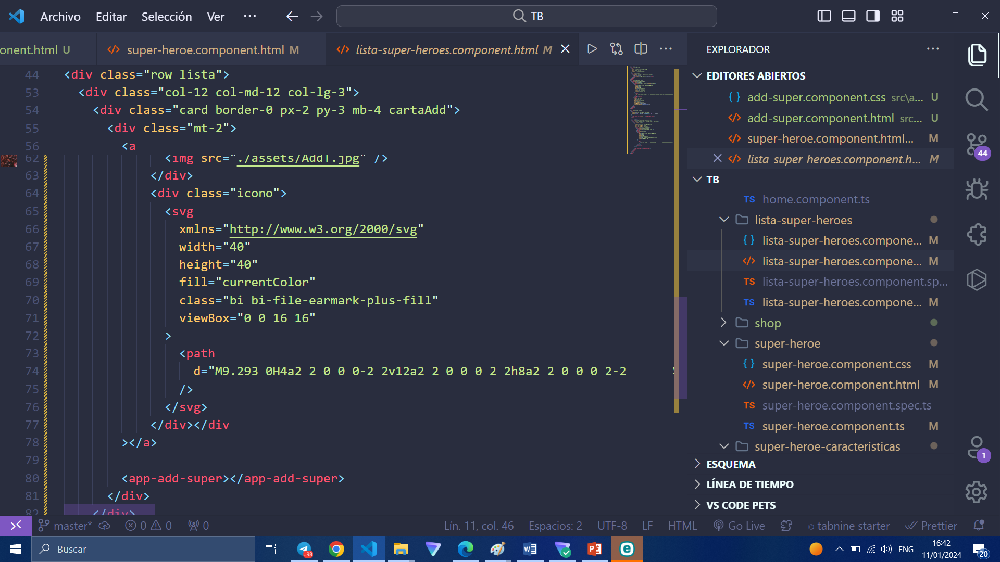 Archivo Editar Selección Ver ··· TB
onent.html U super-heroe.component.html M lista-super-heroes.component.html M
44 <div class="row lista">
53 <div class="col-12 col-md-12 col-lg-3">
54 <div class="card border-0 px-2 py-3 mb-4 cartaAdd">
55 <div class="mt-2">
56 <a
62 <img src="./assets/AddT.jpg" />
63 </div>
64 <div class="icono">
65 <svg
66 xmlns="http://www.w3.org/2000/svg"
67 width="40"
68 height="40"
69 fill="currentColor"
70 class="bi bi-file-earmark-plus-fill"
71 viewBox="0 0 16 16"
72 >
73 <path
74 d="M9.293 0H4a2 2 0 0 0-2 2v12a2 2 0 0 0 2 2h8a2 2 0 0 0 2-2
75 />
76 </svg>
77 </div></div
78 ></a>
79
80 <app-add-super></app-add-super>
81 </div>
82 </div>
EXPLORADOR
EDITORES ABIERTOS
add-super.component.css src\a... U
add-super.component.html src... U
super-heroe.component.html... M
lista-super-heroes.component.h... M
TB
TS home.component.ts
lista-super-heroes
lista-super-heroes.compone... M
lista-super-heroes.compone... M
TS lista-super-heroes.component.sp...
TS lista-super-heroes.compone... M
shop
super-heroe
super-heroe.component.css M
super-heroe.component.html M
TS super-heroe.component.spec.ts
TS super-heroe.component.ts M
super-heroe-caracteristicas
ESQUEMA
LÍNEA DE TIEMPO
VS CODE PETS
44
1
master* 0 0 0 Lín. 11, col. 46 Espacios: 2 UTF-8 LF HTML Go Live tabnine starter Prettier
Buscar 98 ENG 16:42
11/01/2024 20